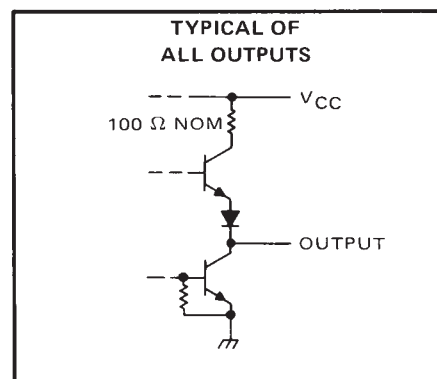 TYPICAL OF
ALL OUTPUTS
VCC
100 Ω NOM
OUTPUT